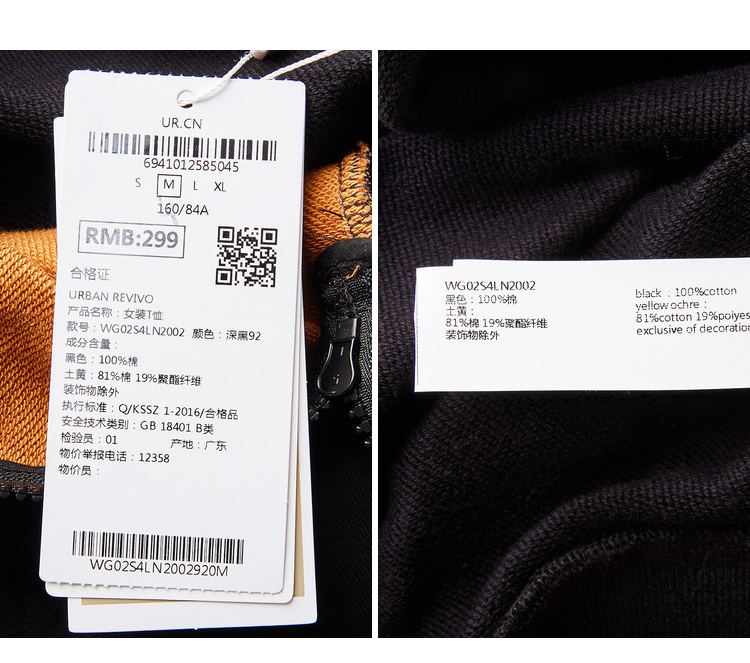 UR.CN
6941012585045
S M L XL
160/84A
RMB:299
合格证
URBAN REVIVO
产品名称：女装T恤
款号：WG02S4LN2002 颜色：深黑92
成分含量：
黑色：100%棉
土黄：81%棉 19%聚酯纤维
装饰物除外
执行标准：Q/KSSZ 1-2016/合格品
安全技术类别：GB 18401 B类
检验员：01 产地：广东
物价举报电话：12358
物价员：
WG02S4LN2002920M
WG02S4LN2002
黑色：100%棉
土黄：
81%棉 19%聚酯纤维
装饰物除外
black : 100%cotton
yellow ochre :
81%cotton 19%polyes
exclusive of decoration